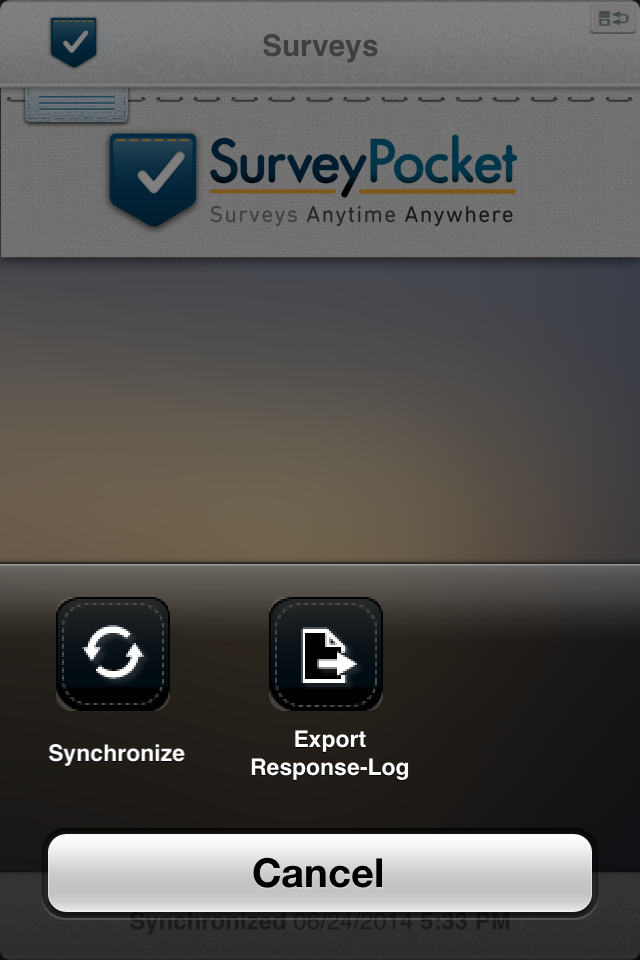 Surveys
SurveyPocket
Surveys Anytime Anywhere
Synchronize
Export
Response-Log
Cancel
Synchronized 06/24/2014 5:33 PM